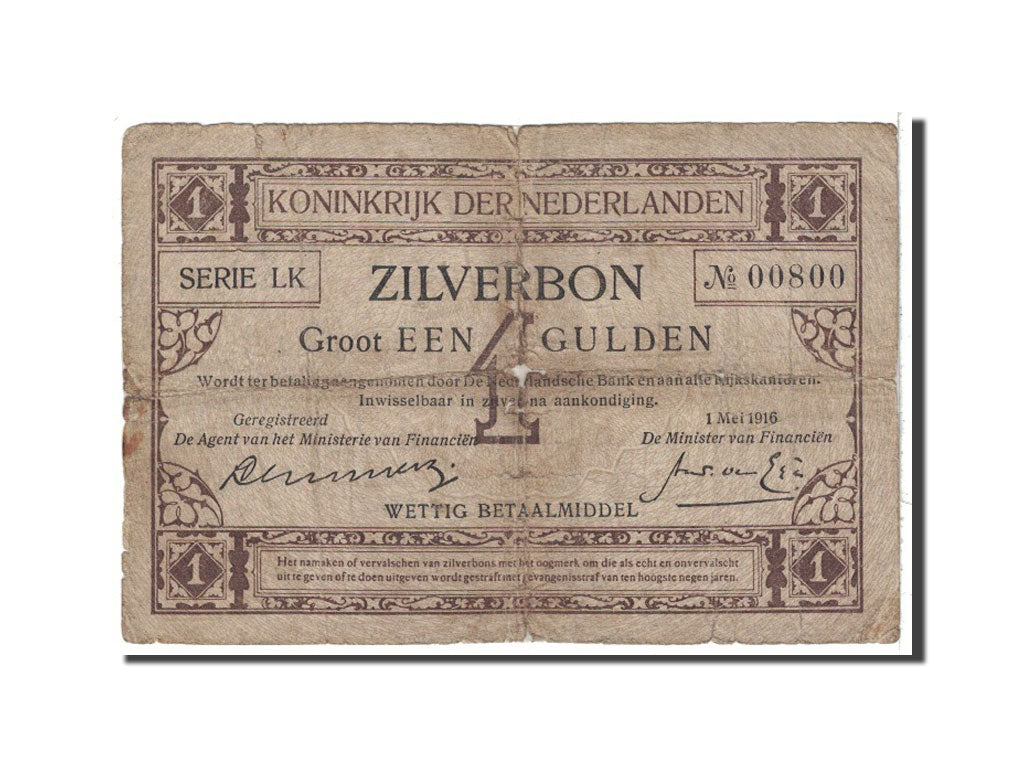 1 KONINKRIJK DER NEDERLANDEN 1
SERIE LK ZILVERBON № 00800
Groot EEN 1 GULDEN
Wordt ter betaling aangenomen door De Nederlandsche Bank en aan alle Rijkskantoren.
Inwisselbaar in zilver na aankondiging.
Geregistreerd 1 Mei 1916
De Agent van het Ministerie van Financiën De Minister van Financiën
WETTIG BETAALMIDDEL
1 Het namaken of vervalschen van zilverbons met het oogmerk om die als echt en onvervalscht 1
uit te geven of te doen uitgeven wordt gestraft met gevangenisstraf van ten hoogste negen jaren.